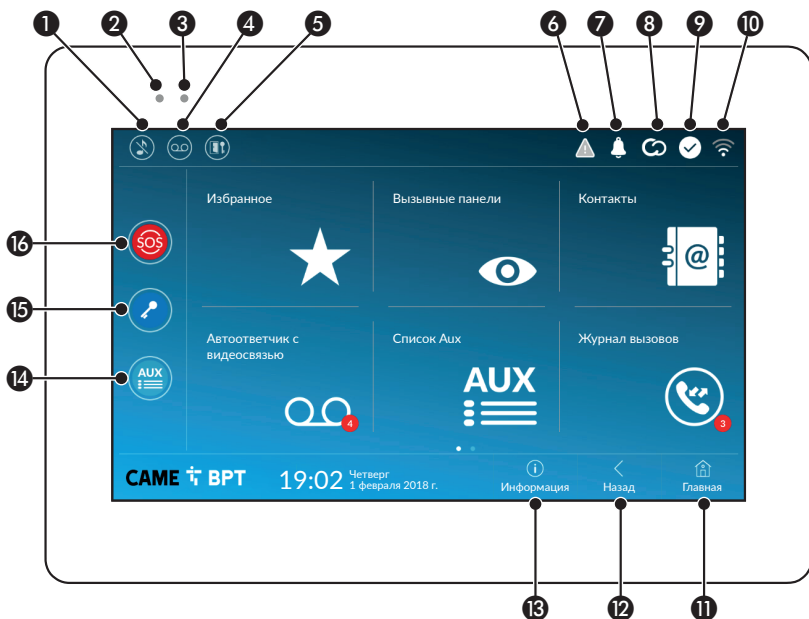 1 2 3 4 5 6 7 8 9 10
Избранное Вызывные панели Контакты
16 SOS
@
15
Автоответчик с видеосвязью
Список Aux
Журнал вызовов
14 AUX
AUX
4
3
CAME BPT 19:02 Четверг
1 февраля 2018 г.
Информация Назад Главная
13 12 11